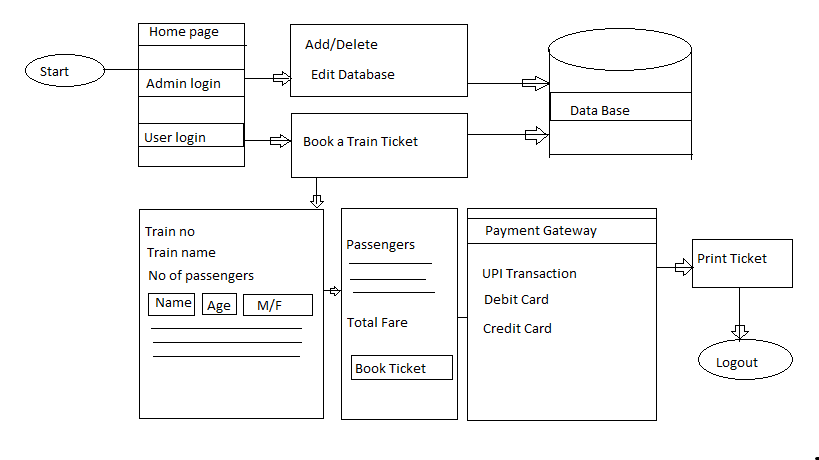 Start
Home page
Admin login
User login
Add/Delete
Edit Database
Book a Train Ticket
Data Base
Train no
Train name
No of passengers
Name Age M/F
Passengers
Total Fare
Book Ticket
Payment Gateway
UPI Transaction
Debit Card
Credit Card
Print Ticket
Logout